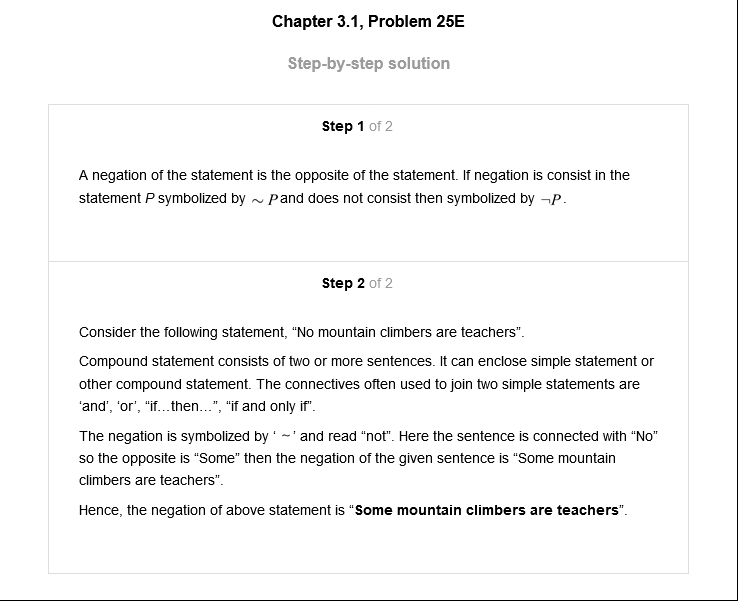 Chapter 3.1, Problem 25E
Step-by-step solution
Step 1 of 2
A negation of the statement is the opposite of the statement. If negation is consist in the
statement P symbolized by ~ P and does not consist then symbolized by ¬P.
Step 2 of 2
Consider the following statement, “No mountain climbers are teachers”.
Compound statement consists of two or more sentences. It can enclose simple statement or
other compound statement. The connectives often used to join two simple statements are
‘and’, ‘or’, “if…then…”, “if and only if”.
The negation is symbolized by ‘ ~ ’ and read “not”. Here the sentence is connected with “No”
so the opposite is “Some” then the negation of the given sentence is “Some mountain
climbers are teachers”.
Hence, the negation of above statement is “Some mountain climbers are teachers”.